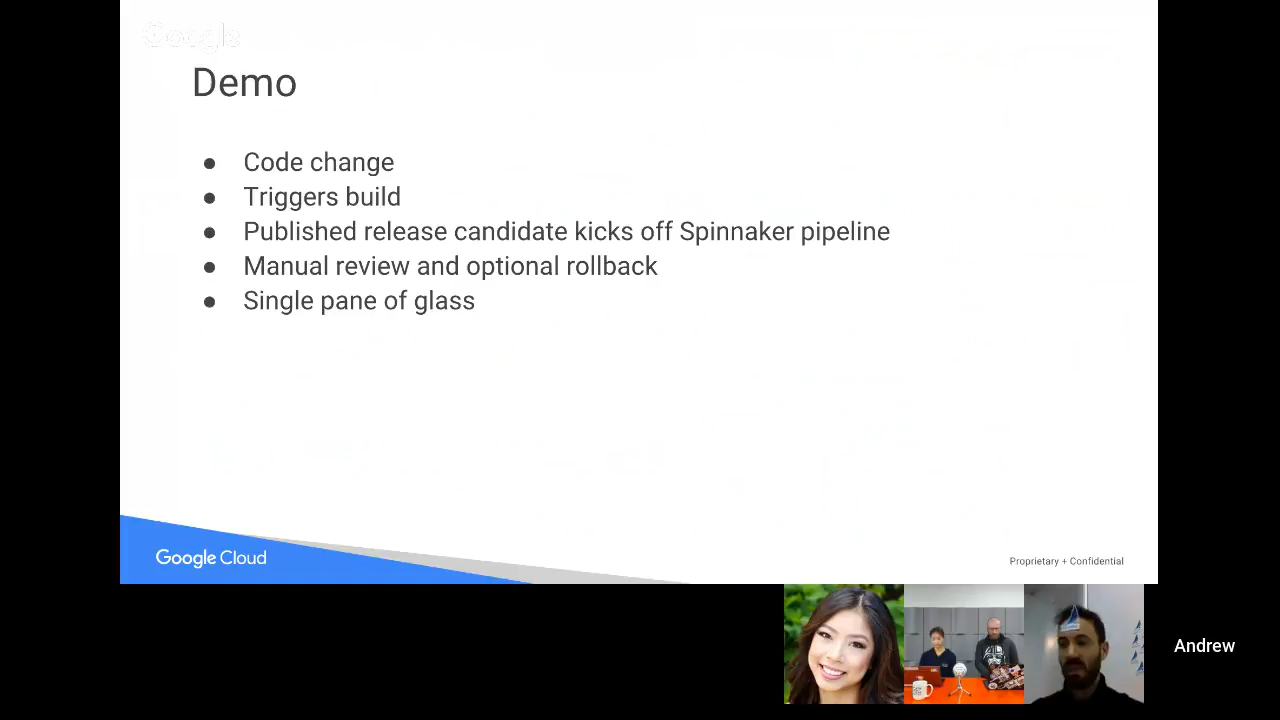 Google
Demo
● Code change
● Triggers build
● Published release candidate kicks off Spinnaker pipeline
● Manual review and optional rollback
● Single pane of glass
Google Cloud
Proprietary + Confidential
Andrew